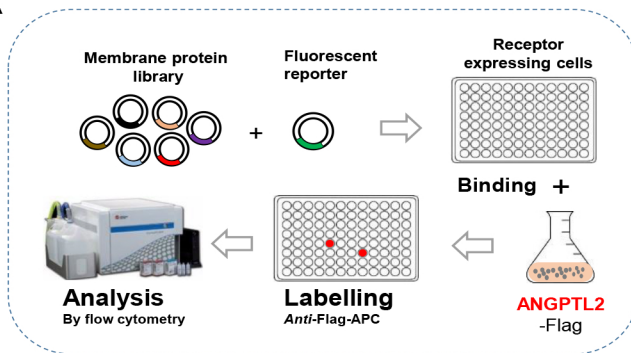 Membrane protein
library
+
Fluorescent
reporter
Receptor
expressing cells
Binding +
ANGPTL2
-Flag
Labelling
Anti-Flag-APC
Analysis
By flow cytometry